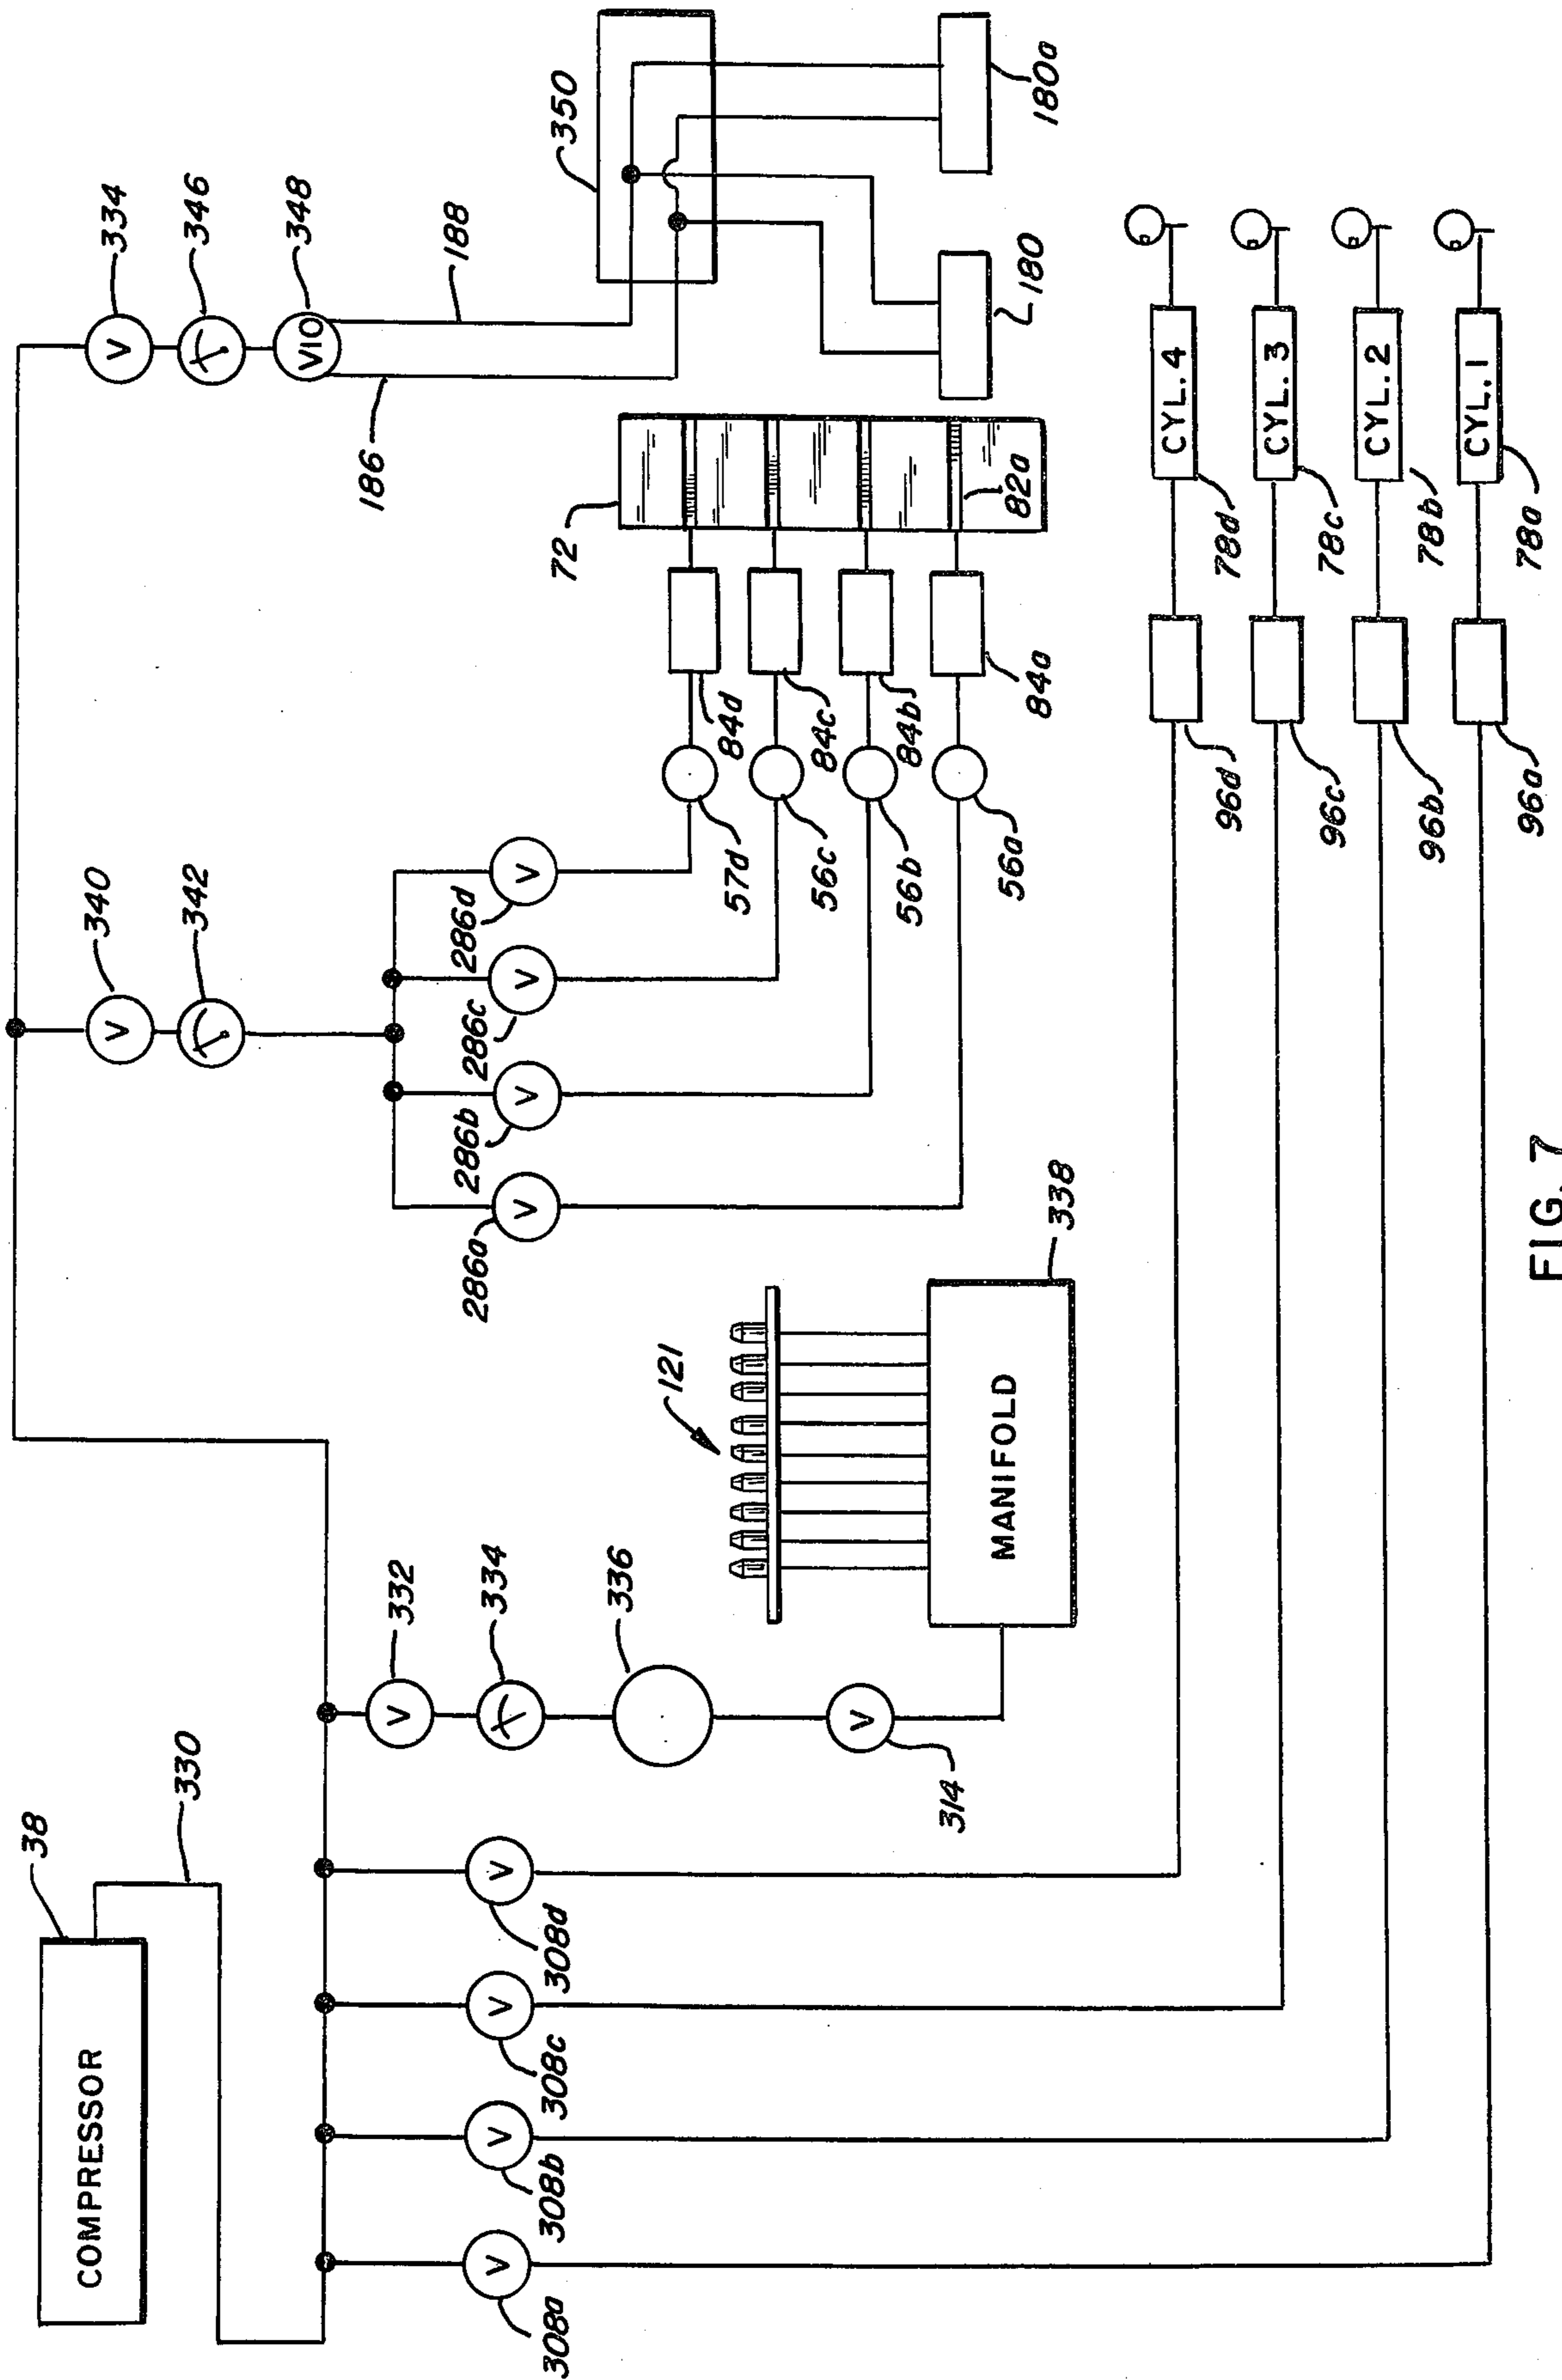 COMPRESSOR
38
330
308a
308b
308c
308d
V
V
V
V
332
V
334
336
V
314
121
MANIFOLD
338
340
V
342
286a
286b
286c
286d
V
V
V
V
57d
56c
56b
56a
84d
84c
84b
84a
72
82a
334
V
346
348
V10
186
188
350
180
180a
96d
96c
96b
96a
78d
78c
78b
78a
CYL. 4
CYL. 3
CYL. 2
CYL. 1
FIG. 7